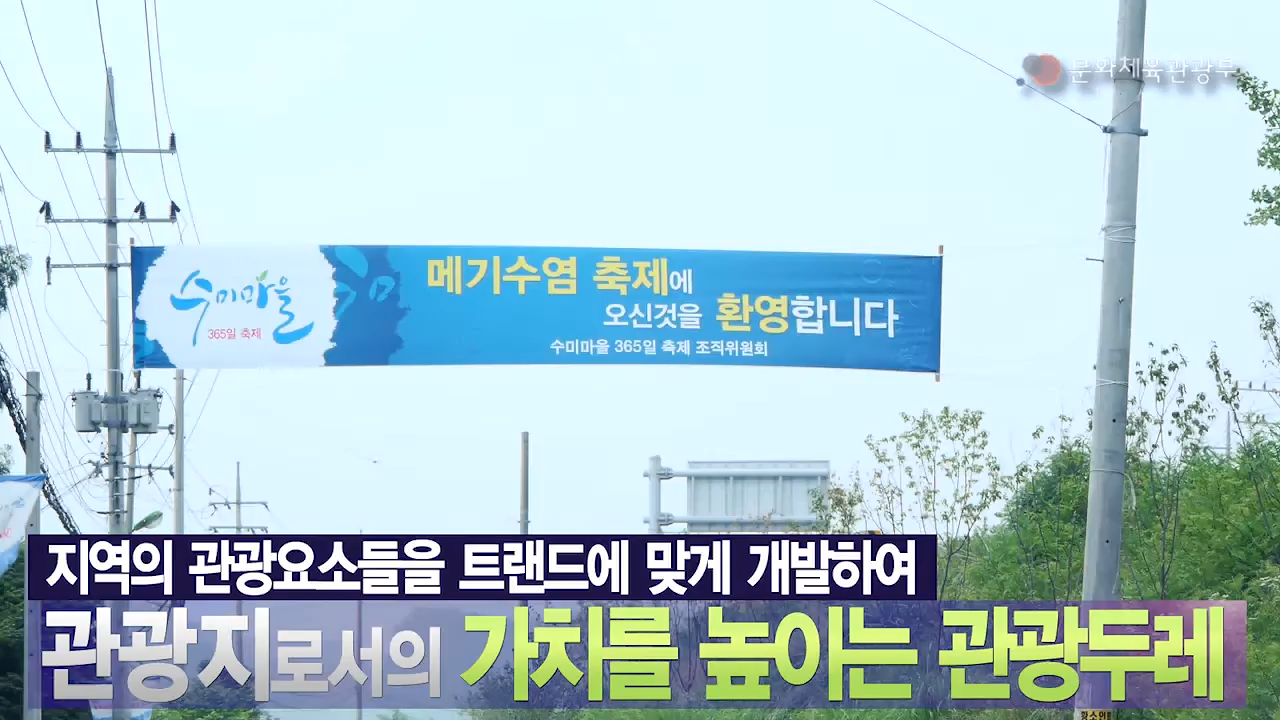 문화체육관광부
수미마을
365일 축제
메기수염 축제에
오신것을 환영합니다
수미마을 365일 축제 조직위원회
지역의 관광요소들을 트랜드에 맞게 개발하여
관광지로서의 가치를 높이는 관광두레